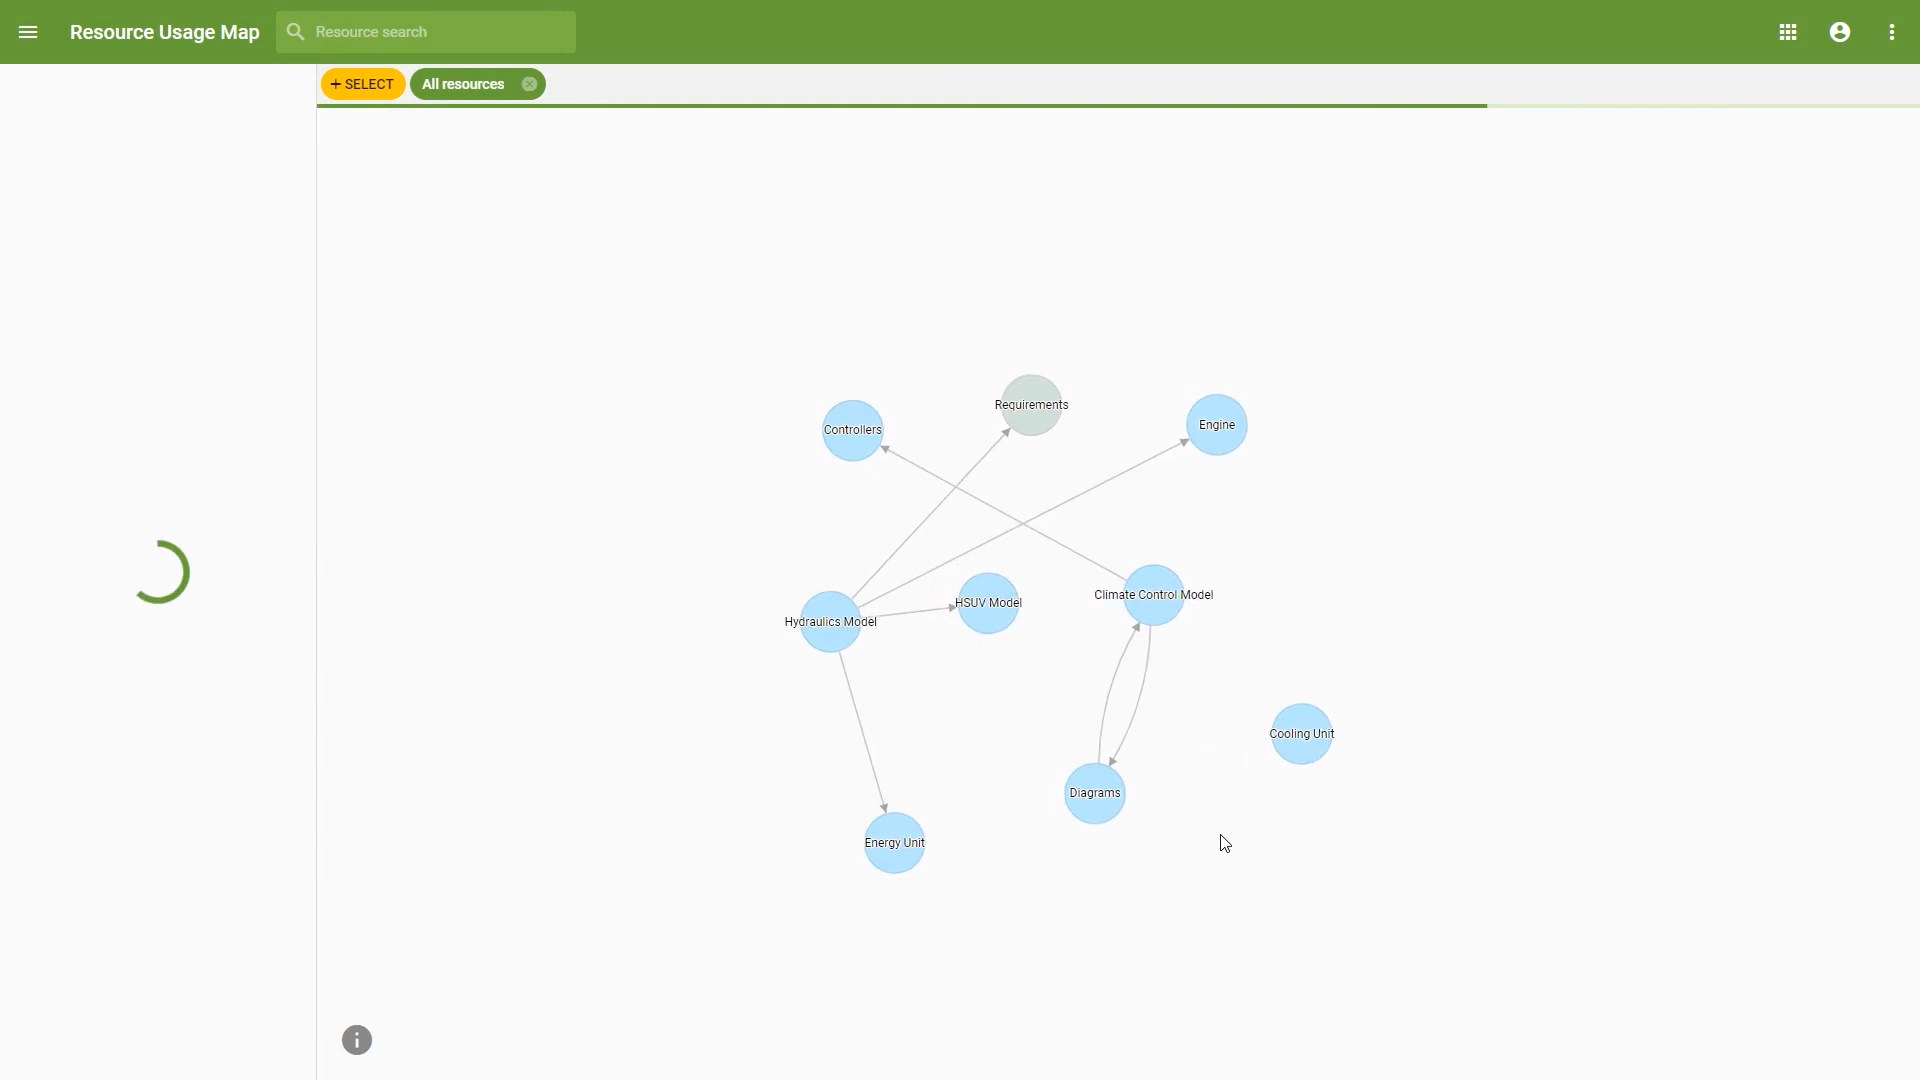 Resource Usage Map
Resource search
+ SELECT
All resources
Requirements
Controllers
Engine
Climate Control Model
HSUV Model
Hydraulics Model
Cooling Unit
Diagrams
Energy Unit